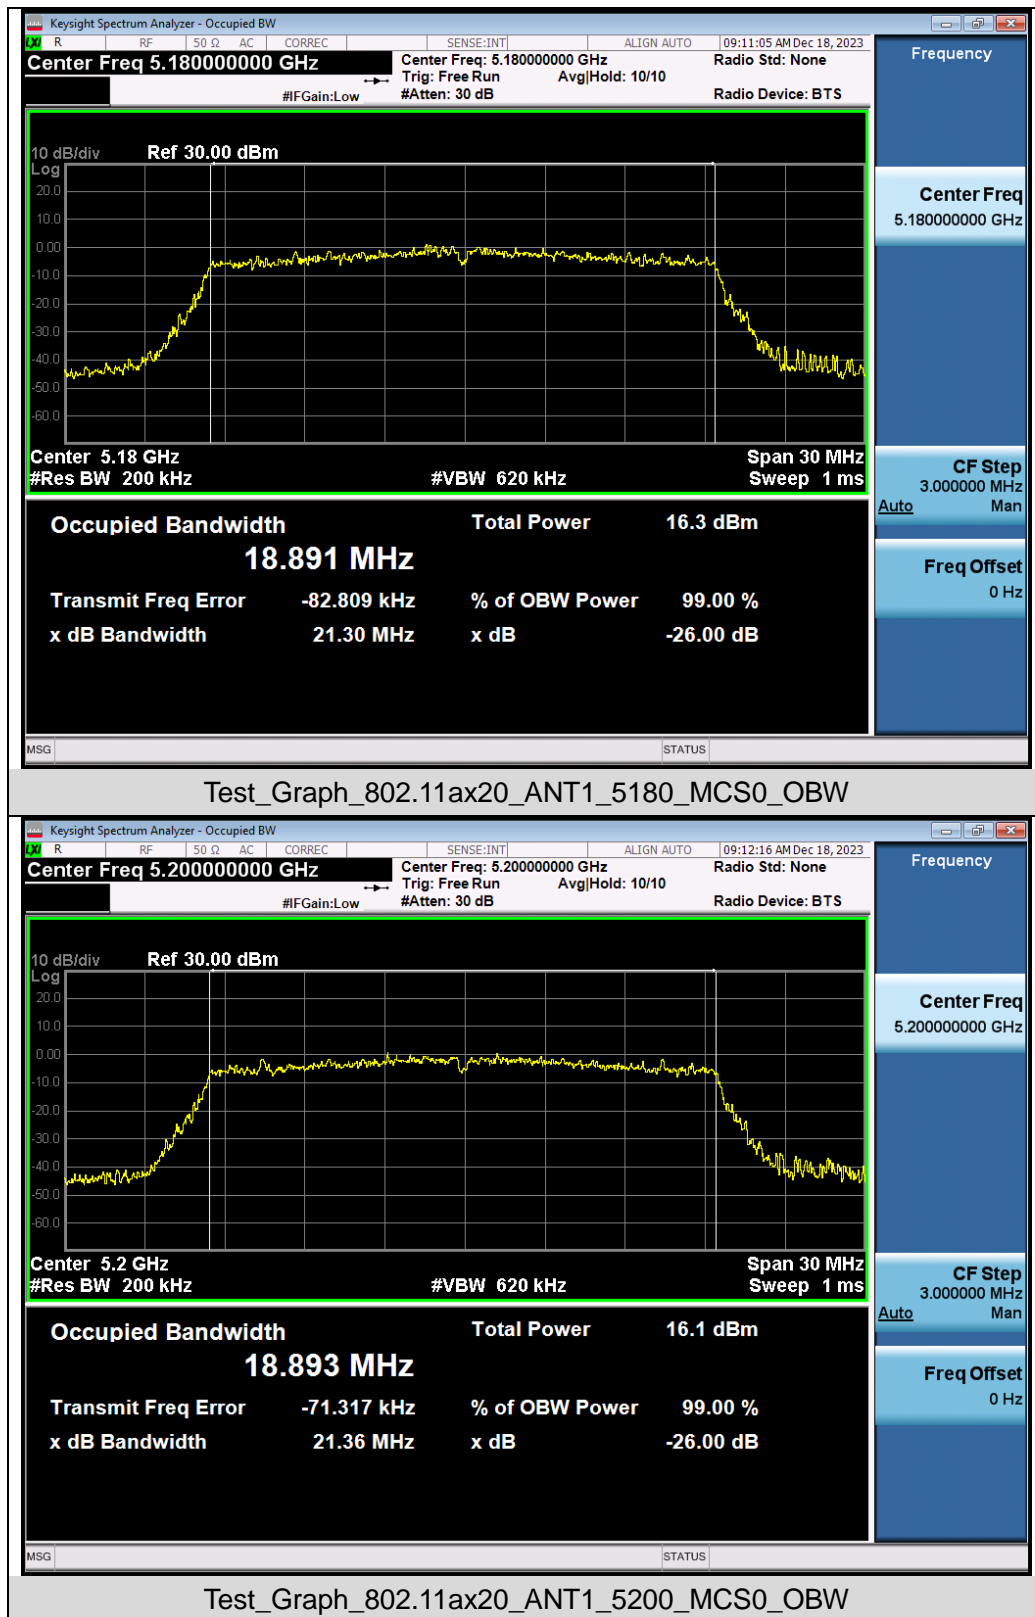 Keysight Spectrum Analyzer - Occupied BW
LXI R RF 50 Ω AC CORREC SENSE:INT ALIGN AUTO 09:11:05 AM Dec 18, 2023
Center Freq 5.180000000 GHz
Center Freq: 5.180000000 GHz
Radio Std: None
Trig: Free Run Avg|Hold: 10/10
#IFGain:Low
#Atten: 30 dB
Radio Device: BTS
Frequency
10 dB/div Ref 30.00 dBm
Log
20.0
10.0
0.00
-10.0
-20.0
-30.0
-40.0
-50.0
-60.0
Center 5.18 GHz Span 30 MHz
#Res BW 200 kHz #VBW 620 kHz Sweep 1 ms
Center Freq
5.180000000 GHz
CF Step
3.000000 MHz
Auto Man
Freq Offset
0 Hz
Occupied Bandwidth Total Power 16.3 dBm
18.891 MHz
Transmit Freq Error -82.809 kHz % of OBW Power 99.00 %
x dB Bandwidth 21.30 MHz x dB -26.00 dB
MSG STATUS
Test_Graph_802.11ax20_ANT1_5180_MCS0_OBW
Keysight Spectrum Analyzer - Occupied BW
LXI R RF 50 Ω AC CORREC SENSE:INT ALIGN AUTO 09:12:16 AM Dec 18, 2023
Center Freq 5.200000000 GHz
Center Freq: 5.200000000 GHz
Radio Std: None
Trig: Free Run Avg|Hold: 10/10
#IFGain:Low
#Atten: 30 dB
Radio Device: BTS
Frequency
10 dB/div Ref 30.00 dBm
Log
20.0
10.0
0.00
-10.0
-20.0
-30.0
-40.0
-50.0
-60.0
Center 5.2 GHz Span 30 MHz
#Res BW 200 kHz #VBW 620 kHz Sweep 1 ms
Center Freq
5.200000000 GHz
CF Step
3.000000 MHz
Auto Man
Freq Offset
0 Hz
Occupied Bandwidth Total Power 16.1 dBm
18.893 MHz
Transmit Freq Error -71.317 kHz % of OBW Power 99.00 %
x dB Bandwidth 21.36 MHz x dB -26.00 dB
MSG STATUS
Test_Graph_802.11ax20_ANT1_5200_MCS0_OBW